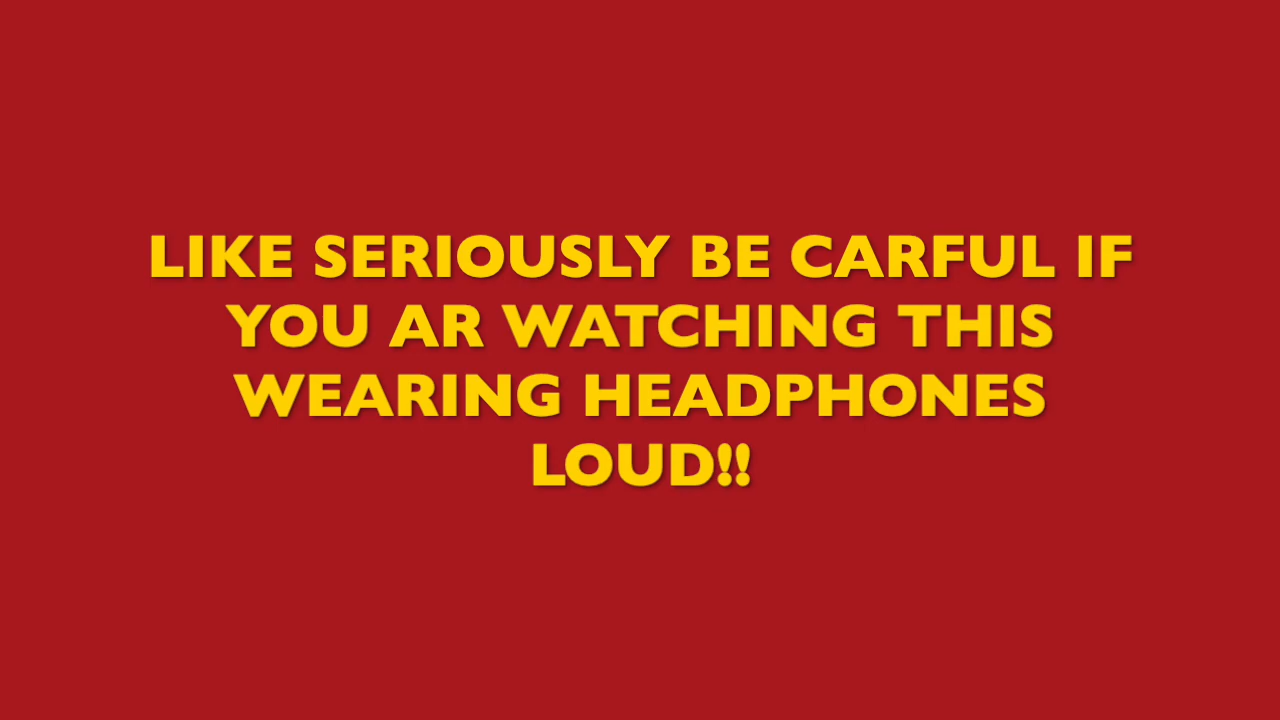 LIKE SERIOUSLY BE CARFUL IF
YOU AR WATCHING THIS
WEARING HEADPHONES
LOUD!!